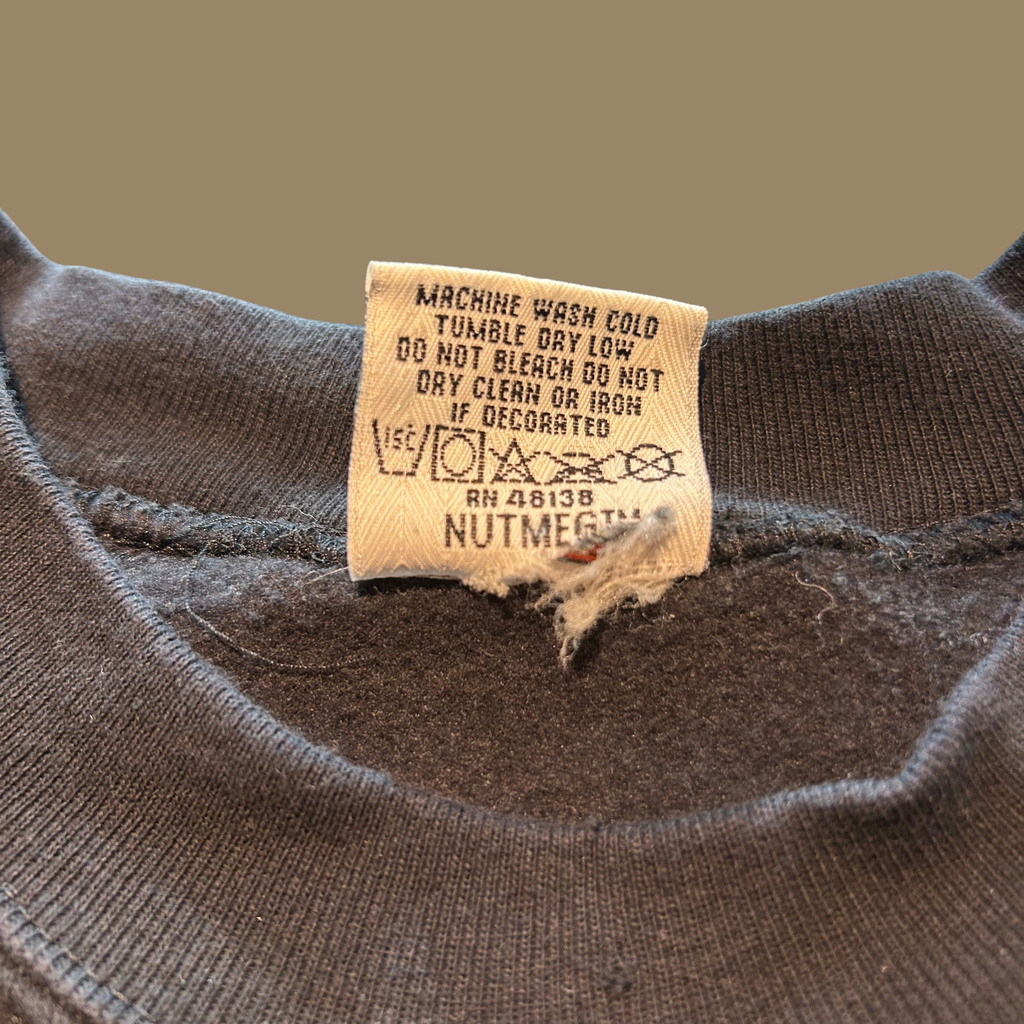 MACHINE WASH COLD
TUMBLE DRY LOW
DO NOT BLEACH DO NOT
DRY CLEAN OR IRON
IF DECORATED
15C
RN 48138
NUTMEG™